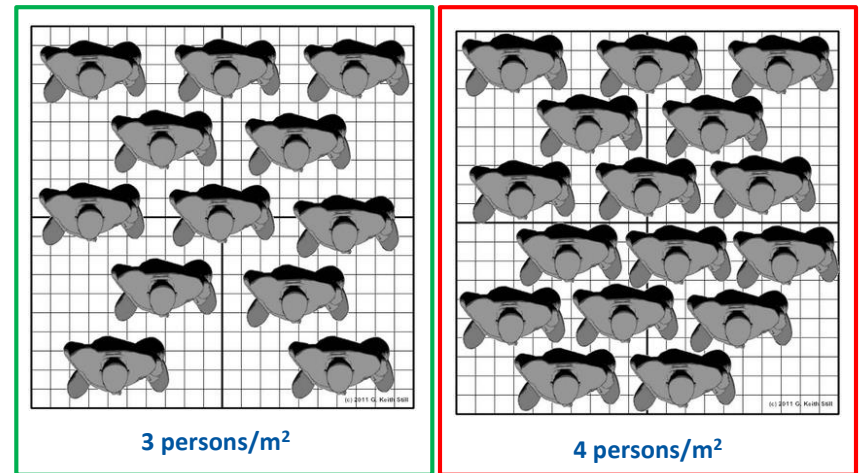 (c) 2011 G. Keith Still
3 persons/m²
(c) 2011 G. Keith Still
4 persons/m²